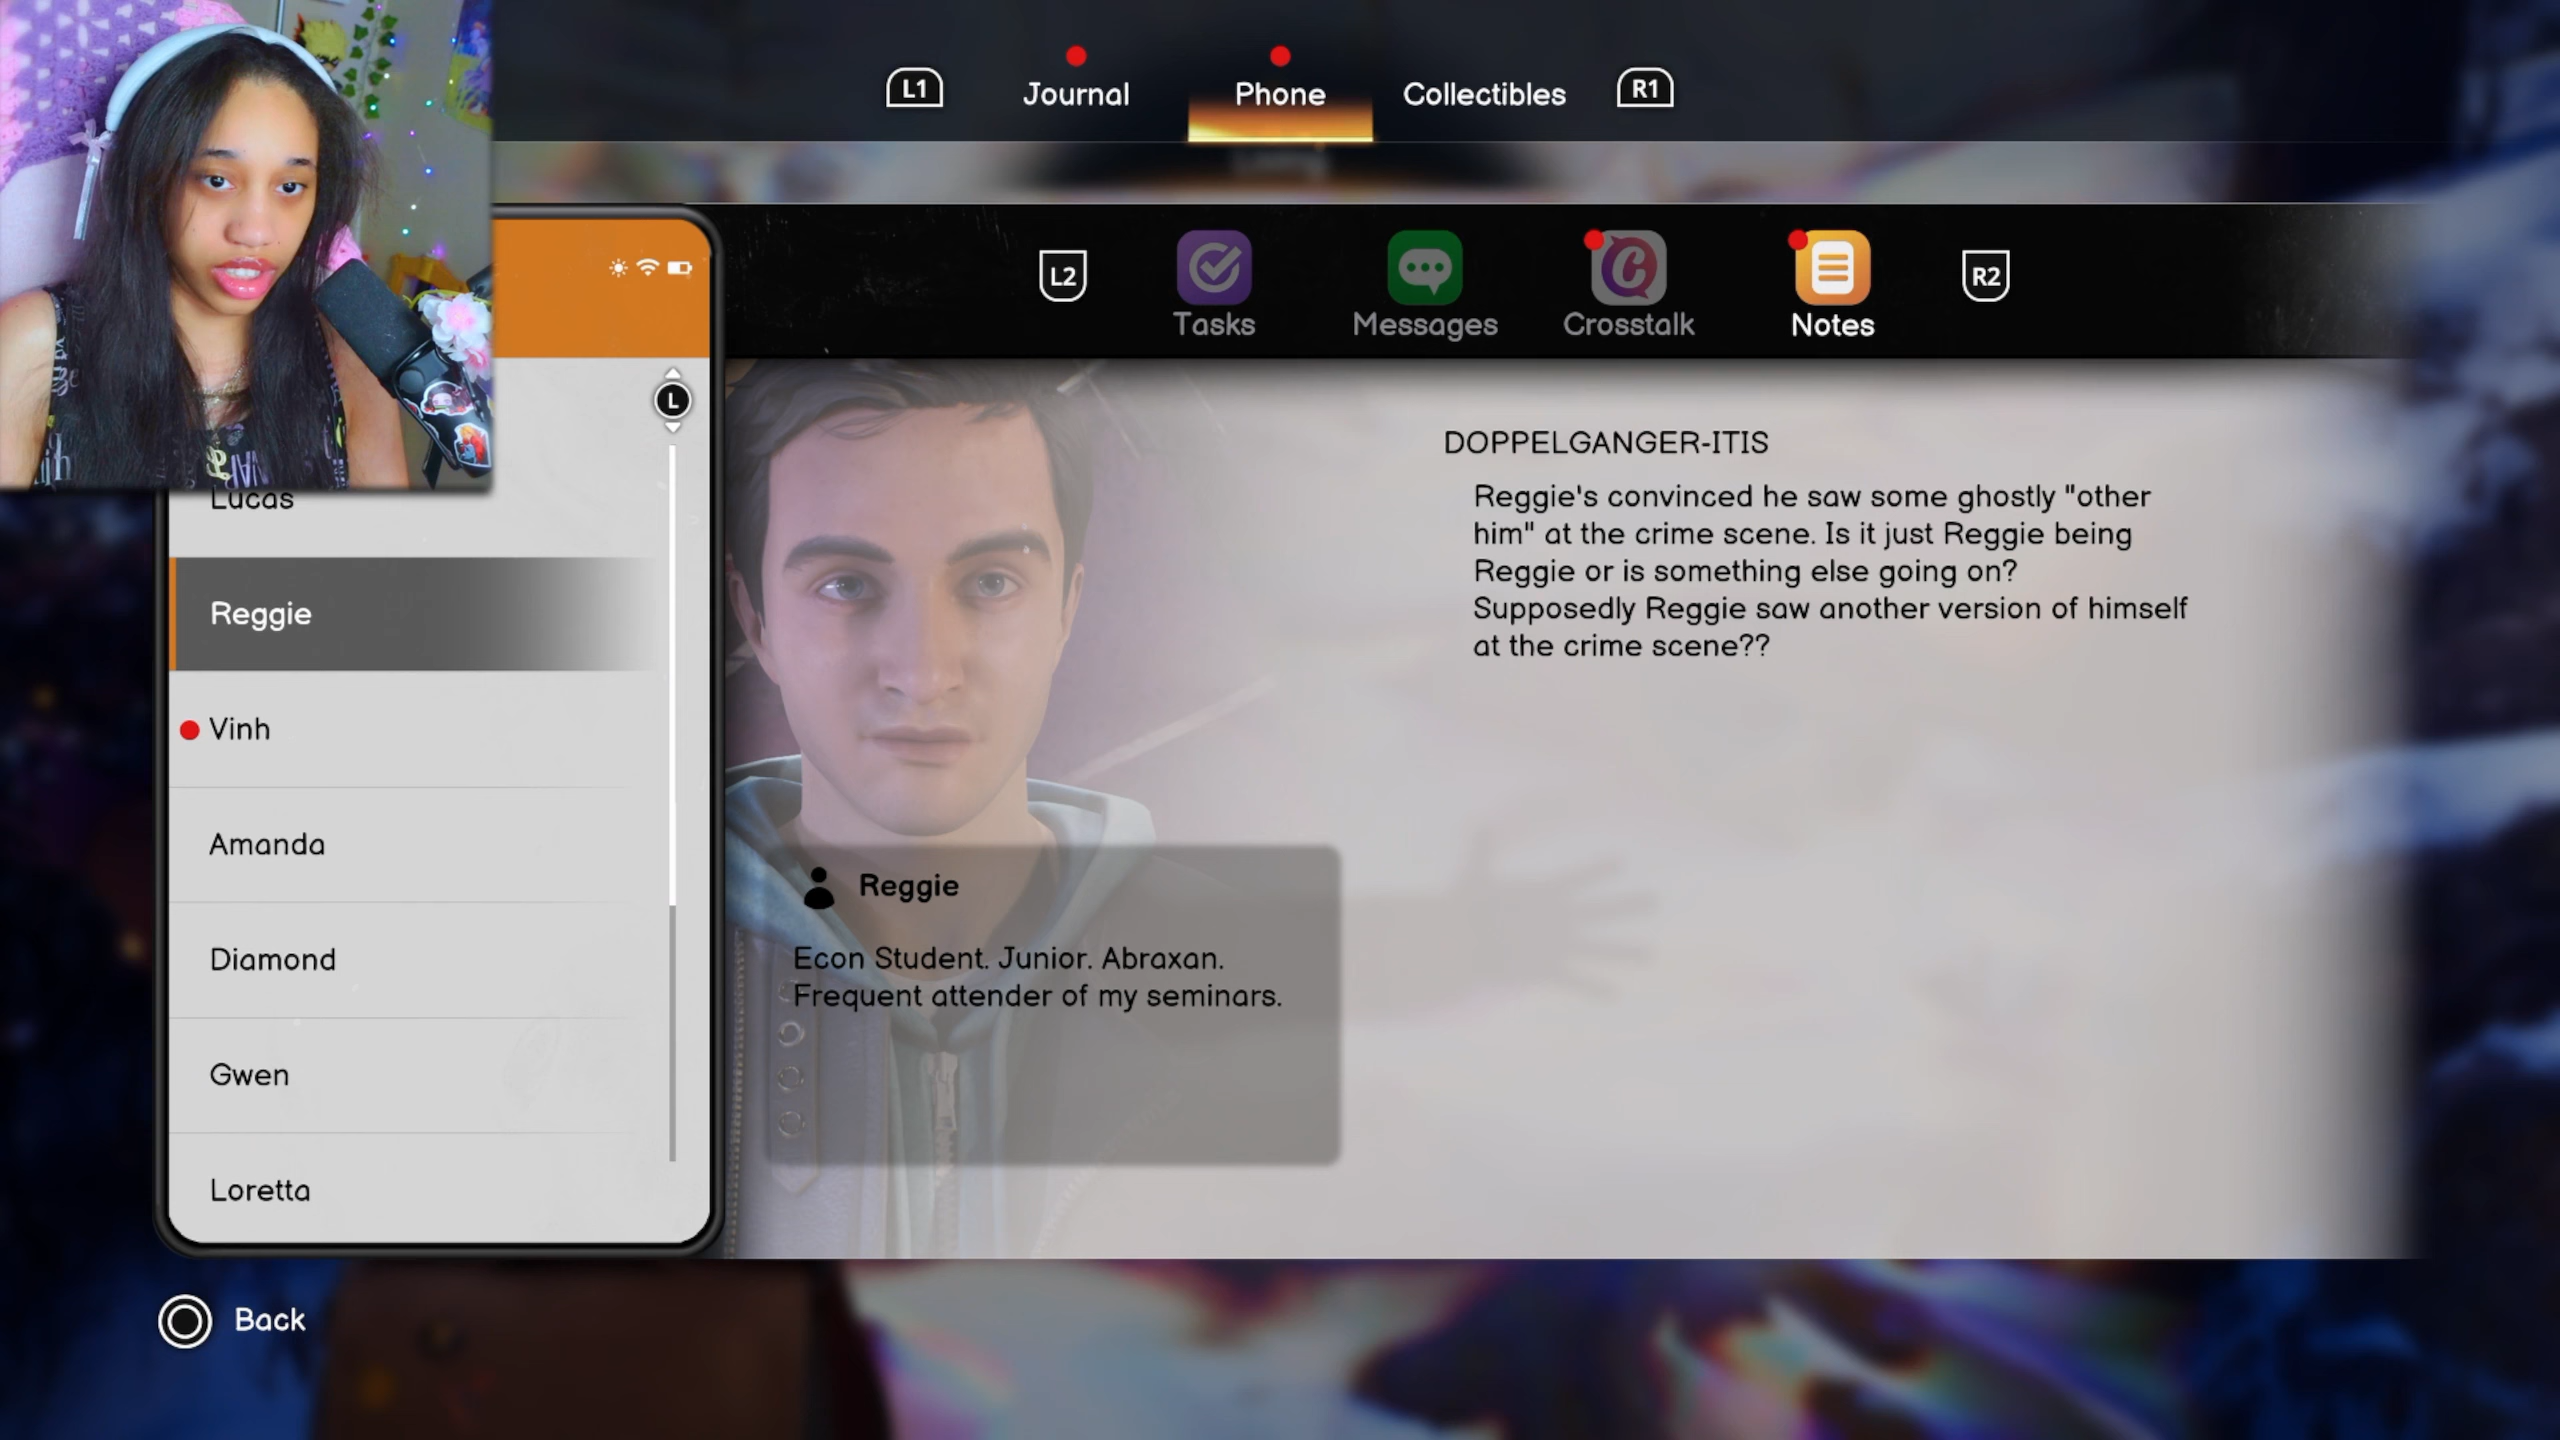 L1
Journal
Phone
Collectibles
R1
L2
Tasks
Messages
Crosstalk
Notes
R2
L
Lucas
Reggie
Vinh
Amanda
Diamond
Gwen
Loretta
DOPPELGANGER-ITIS
Reggie's convinced he saw some ghostly "other
him" at the crime scene. Is it just Reggie being
Reggie or is something else going on?
Supposedly Reggie saw another version of himself
at the crime scene??
Reggie
Econ Student. Junior. Abraxan.
Frequent attender of my seminars.
Back